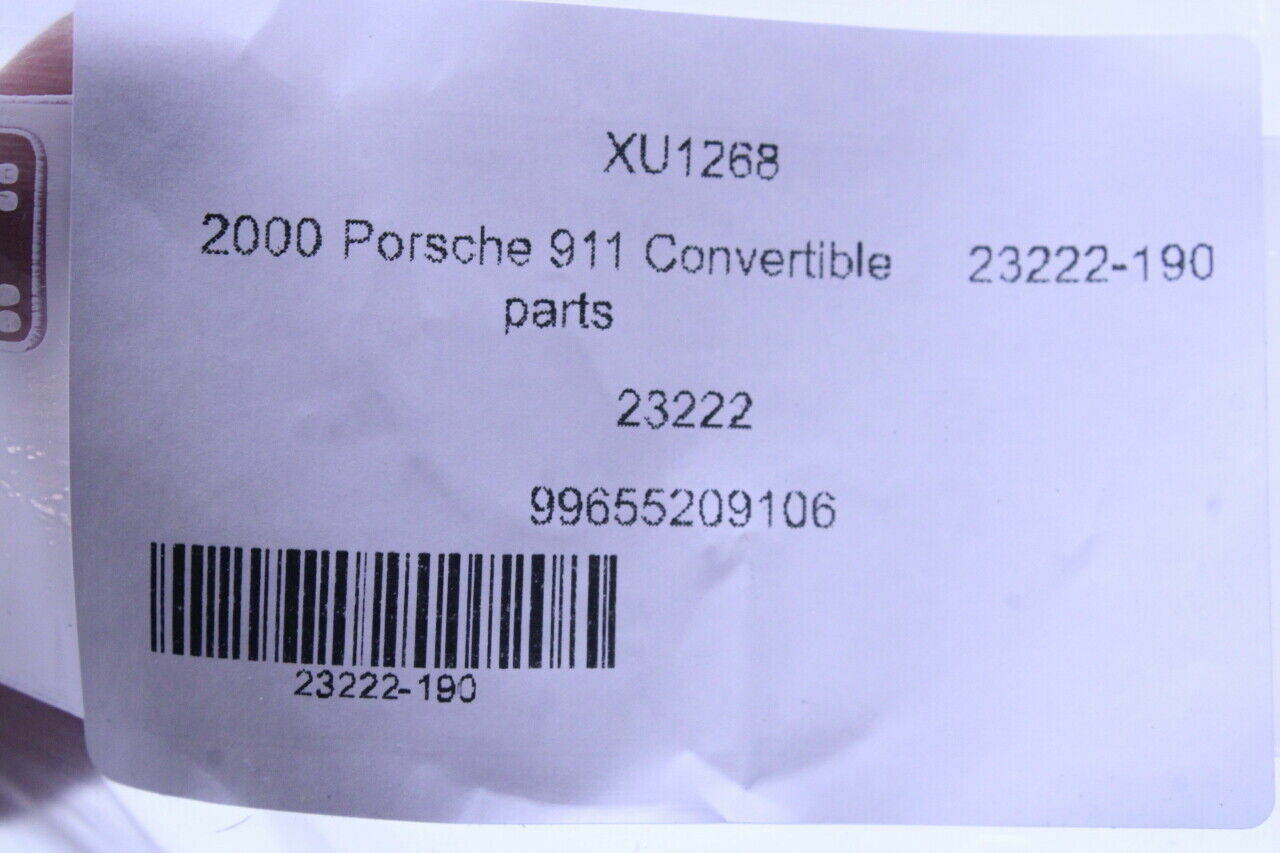 XU1268
2000 Porsche 911 Convertible 23222-190
parts
23222
99655209106
23222-190